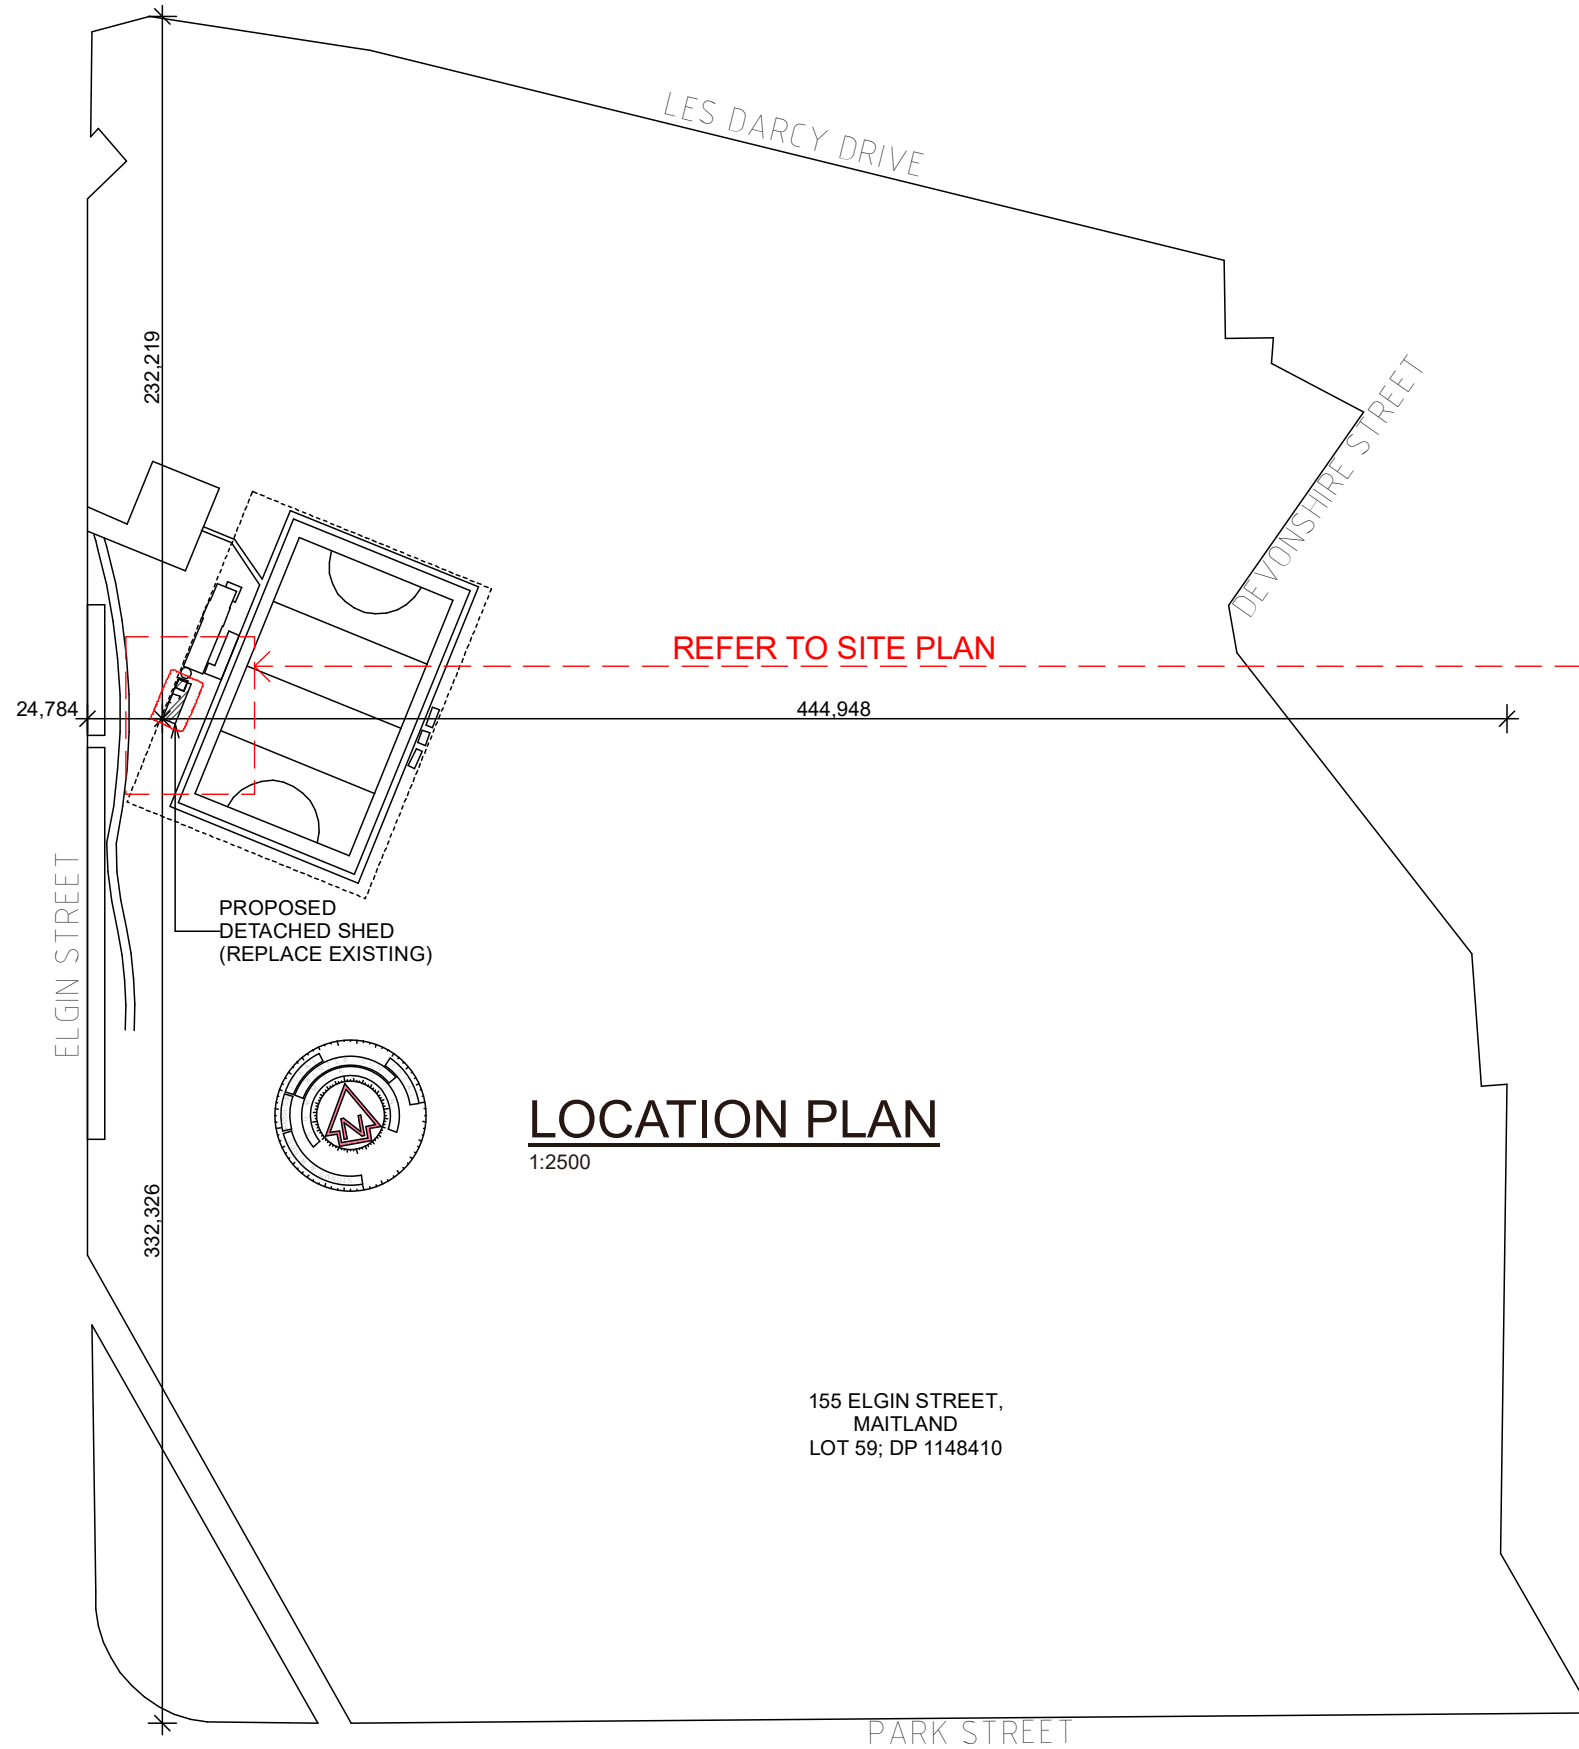 LES DARCY DRIVE
232,219
DEVONSHIRE STREET
REFER TO SITE PLAN
24,784
444,948
ELGIN STREET
PROPOSED
DETACHED SHED
(REPLACE EXISTING)
N
LOCATION PLAN
1:2500
332,326
155 ELGIN STREET,
MAITLAND
LOT 59; DP 1148410
PARK STREET